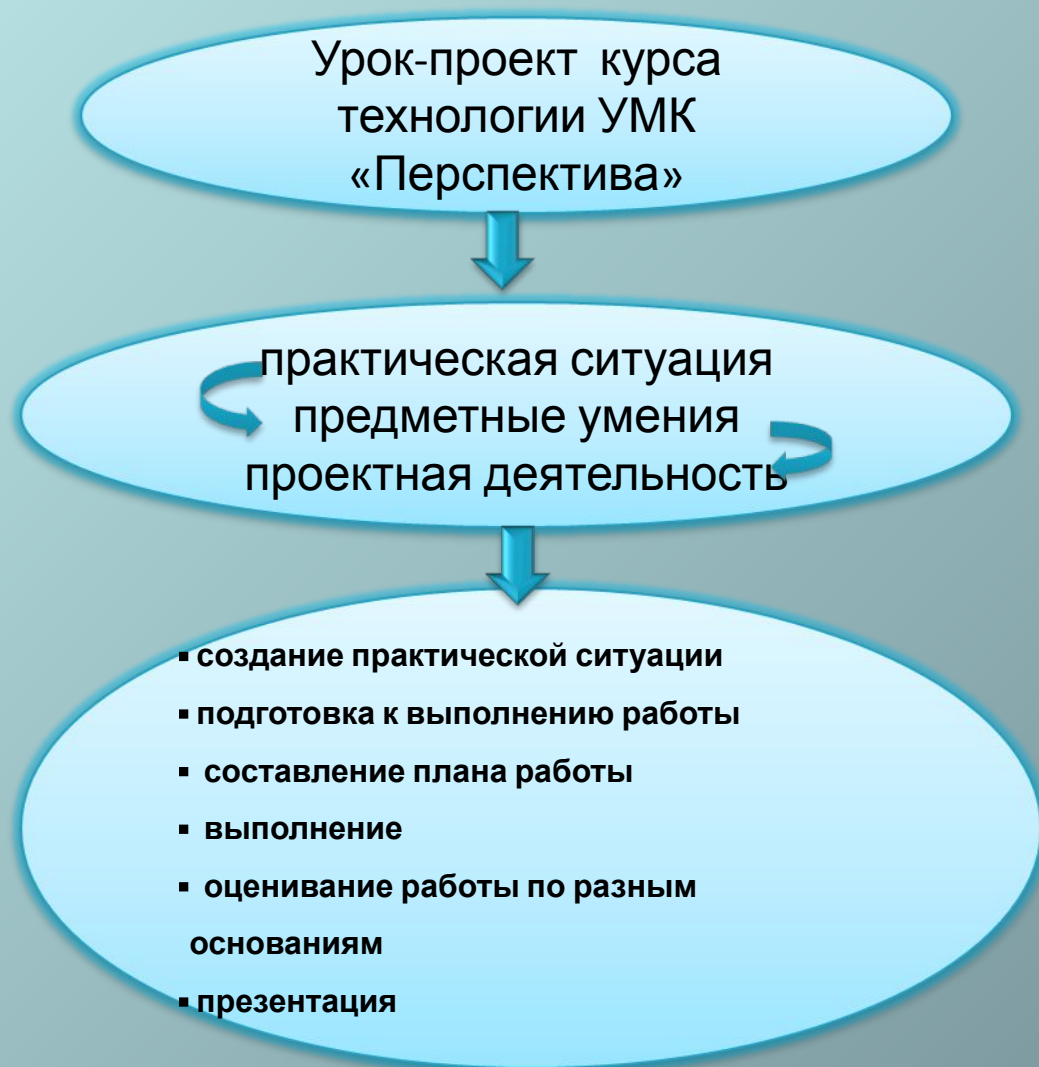 Урок-проект курса
технологии УМК
«Перспектива»
практическая ситуация
предметные умения
проектная деятельность
▪ создание практической ситуации
▪ подготовка к выполнению работы
▪ составление плана работы
▪ выполнение
▪ оценивание работы по разным
основаниям
▪ презентация